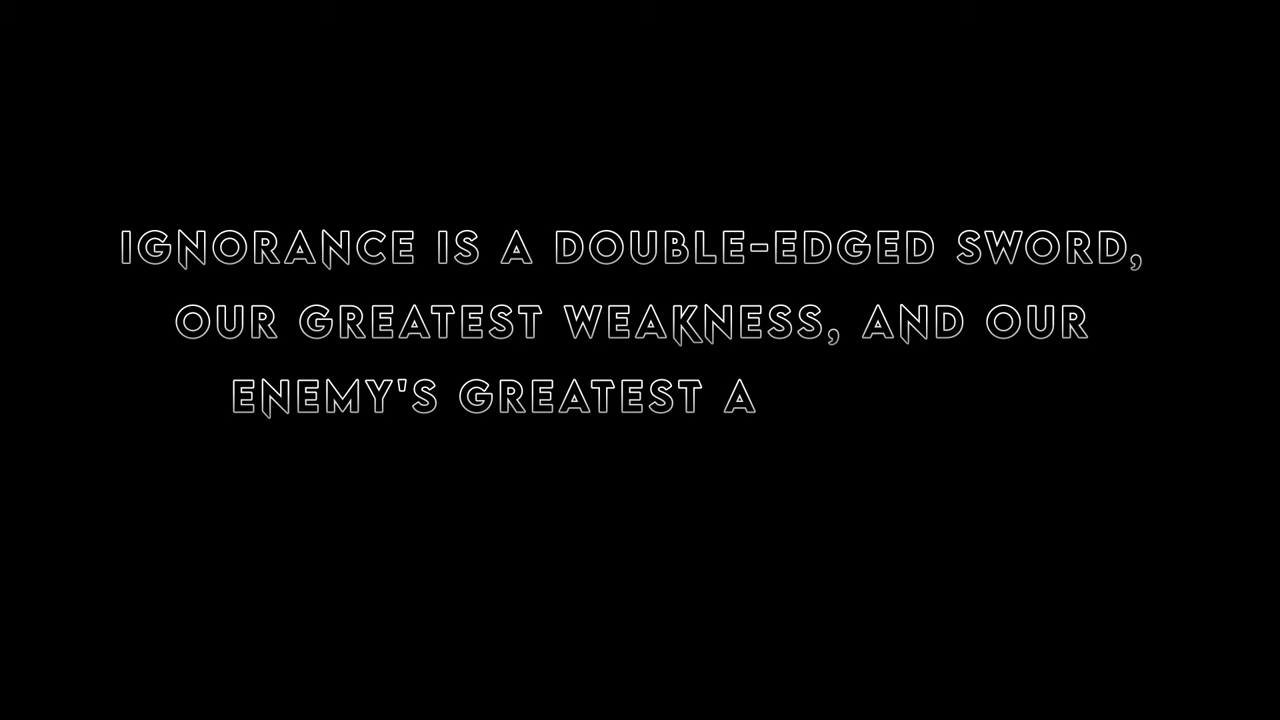 IGNORANCE IS A DOUBLE-EDGED SWORD,
OUR GREATEST WEAKNESS, AND OUR
ENEMY'S GREATEST A